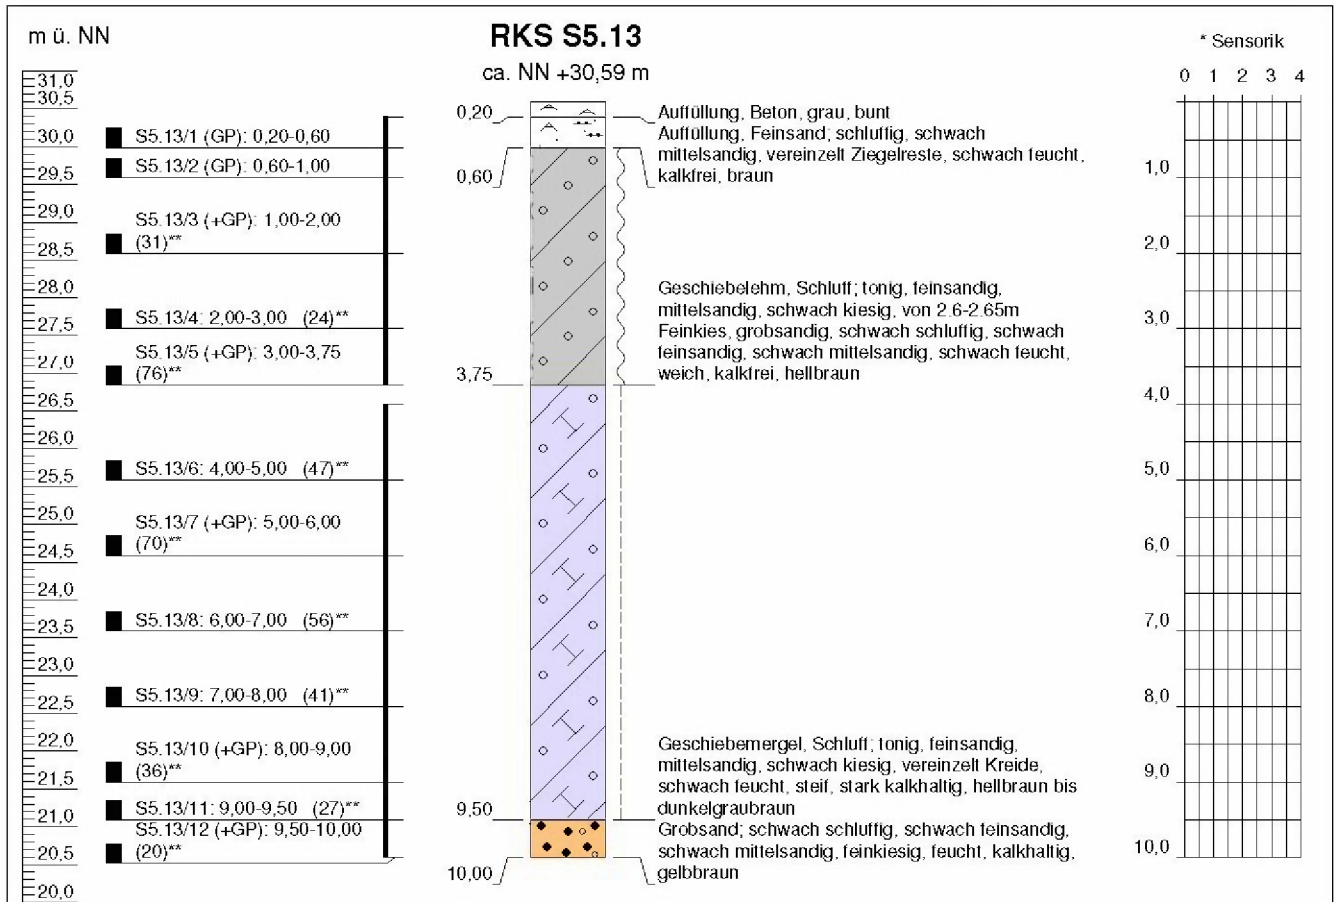 m ü. NN
RKS S5.13
ca. NN +30,59 m
* Sensorik
0 1 2 3 4
31,0
30,5
30,0
29,5
29,0
28,5
28,0
27,5
27,0
26,5
26,0
25,5
25,0
24,5
24,0
23,5
23,0
22,5
22,0
21,5
21,0
20,5
20,0
S5.13/1 (GP): 0,20-0,60
S5.13/2 (GP): 0,60-1,00
S5.13/3 (+GP): 1,00-2,00
(31)**
S5.13/4: 2,00-3,00 (24)**
S5.13/5 (+GP): 3,00-3,75
(76)**
S5.13/6: 4,00-5,00 (47)**
S5.13/7 (+GP): 5,00-6,00
(70)**
S5.13/8: 6,00-7,00 (56)**
S5.13/9: 7,00-8,00 (41)**
S5.13/10 (+GP): 8,00-9,00
(36)**
S5.13/11: 9,00-9,50 (27)**
S5.13/12 (+GP): 9,50-10,00
(20)**
0,20
0,60
3,75
9,50
10,00
Auffüllung, Beton, grau, bunt
Auffüllung, Feinsand; schluffig, schwach
mittelsandig, vereinzelt Ziegelreste, schwach feucht,
kalkfrei, braun
Geschiebelehm, Schluff; tonig, feinsandig,
mittelsandig, schwach kiesig, von 2.6-2.65m
Feinkies, grobsandig, schwach schluffig, schwach
feinsandig, schwach mittelsandig, schwach feucht,
weich, kalkfrei, hellbraun
Geschiebemergel, Schluff; tonig, feinsandig,
mittelsandig, schwach kiesig, vereinzelt Kreide,
schwach feucht, steif, stark kalkhaltig, hellbraun bis
dunkelgraubraun
Grobsand; schwach schluffig, schwach feinsandig,
schwach mittelsandig, feinkiesig, feucht, kalkhaltig,
gelbbraun
1,0
2,0
3,0
4,0
5,0
6,0
7,0
8,0
9,0
10,0